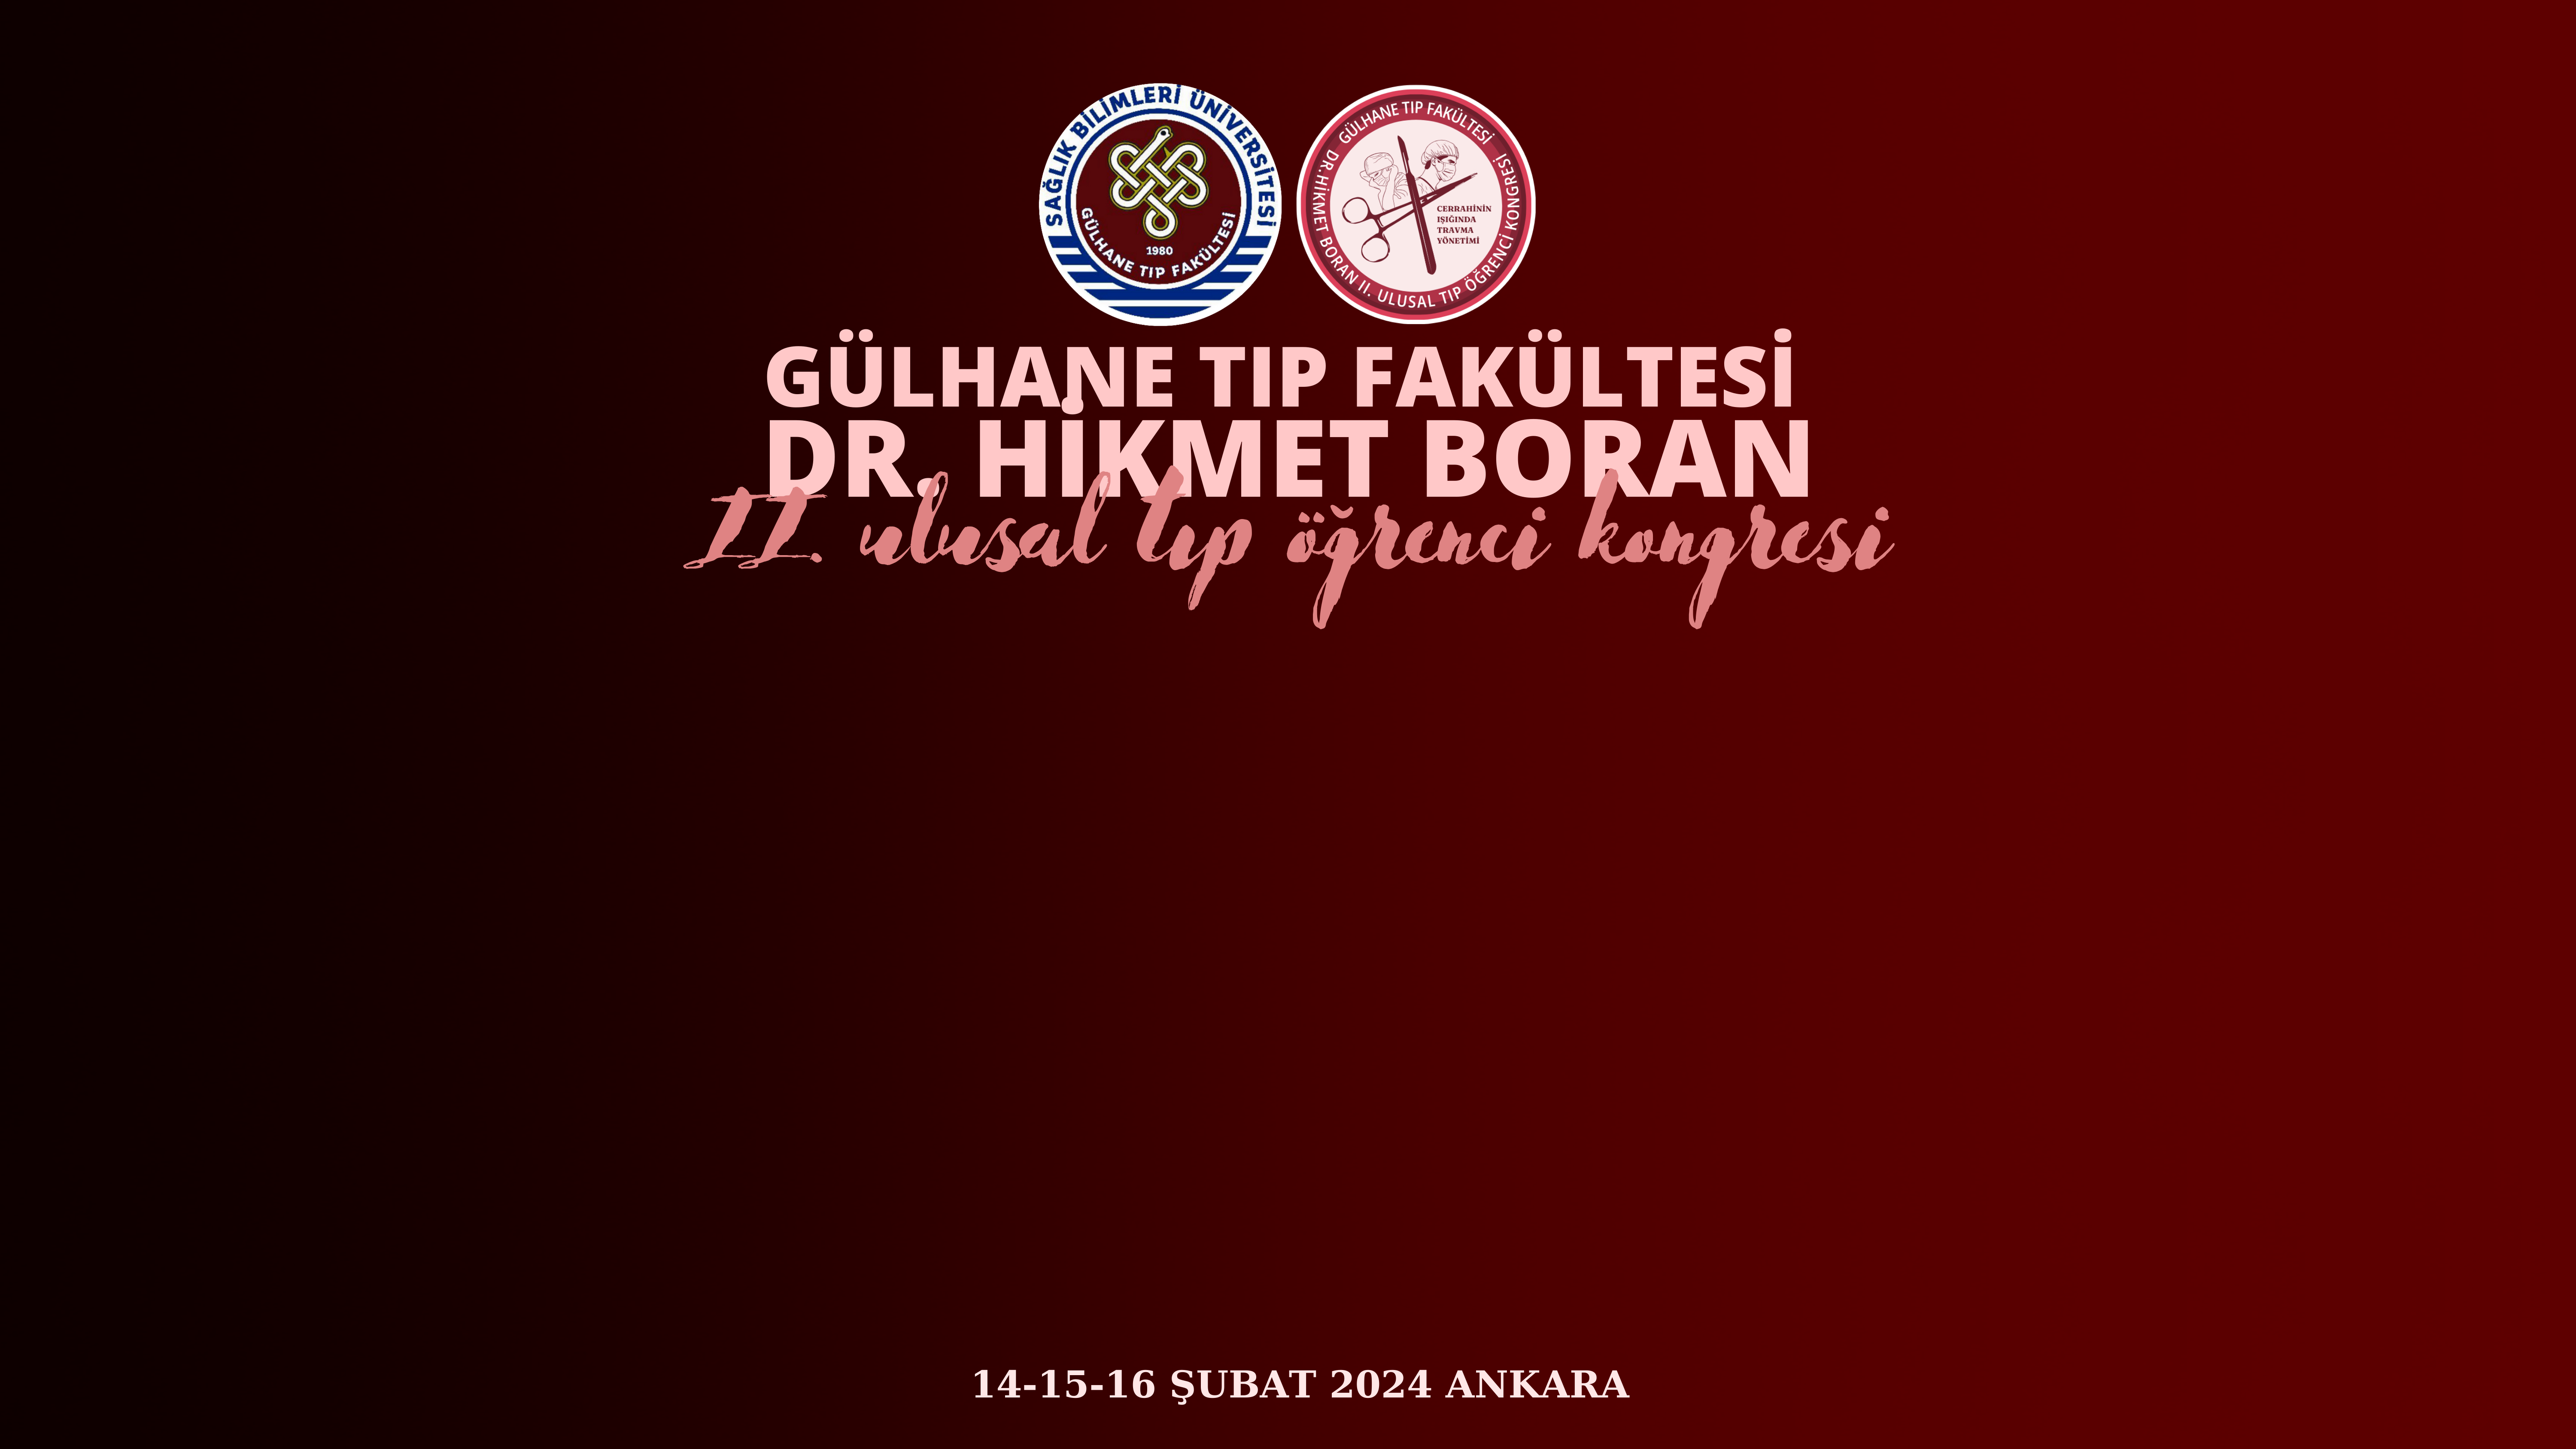 SAĞLIK BİLİMLERİ ÜNİVERSİTESİ
1980
GÜLHANE TIP FAKÜLTESİ
GÜLHANE TIP FAKÜLTESİ
DR.HİKMET BORAN II. ULUSAL TIP ÖĞRENCİ KONGRESİ
CERRAHİNİN
IŞIĞINDA
TRAVMA
YÖNETİMİ
GÜLHANE TIP FAKÜLTESİ
DR. HİKMET BORAN
II. ulusal tıp öğrenci kongresi
14-15-16 ŞUBAT 2024 ANKARA